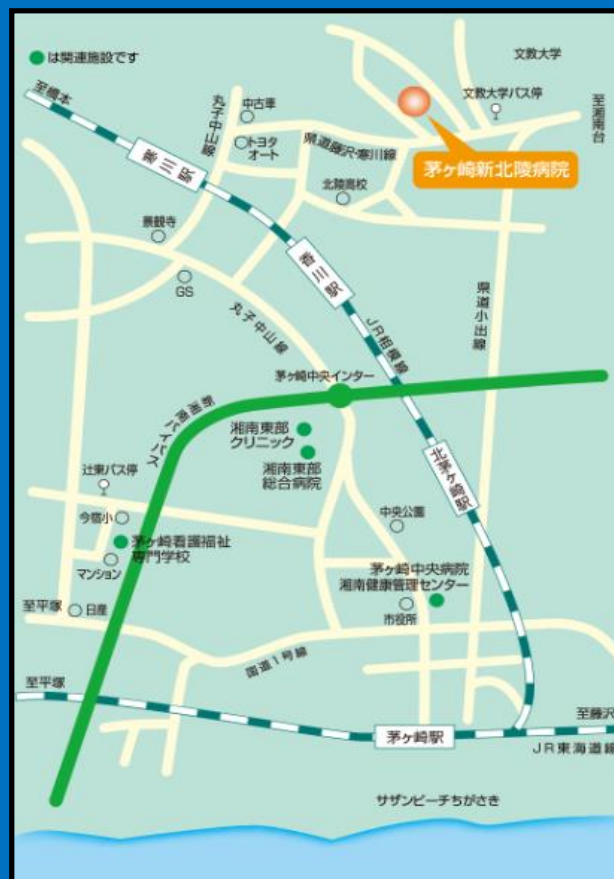 は関連施設です
文教大学
至橋本
丸子中山線
中古車
文教大学バス停
至湘南台
トヨタ
オート
県道藤沢・寒川線
寒川駅
茅ヶ崎新北陵病院
北陵高校
景観寺
香川駅
GS
県道小出線
丸子中山線
JR相模線
茅ヶ崎中央インター
新湘南バイパス
湘南東部
クリニック
湘南東部
総合病院
北茅ヶ崎駅
辻東バス停
今宿小
中央公園
茅ヶ崎看護福祉
専門学校
マンション
茅ヶ崎中央病院
湘南健康管理センター
至平塚
日産
市役所
国道1号線
至平塚
至藤沢
茅ヶ崎駅
JR東海道線
サザンビーチちがさき